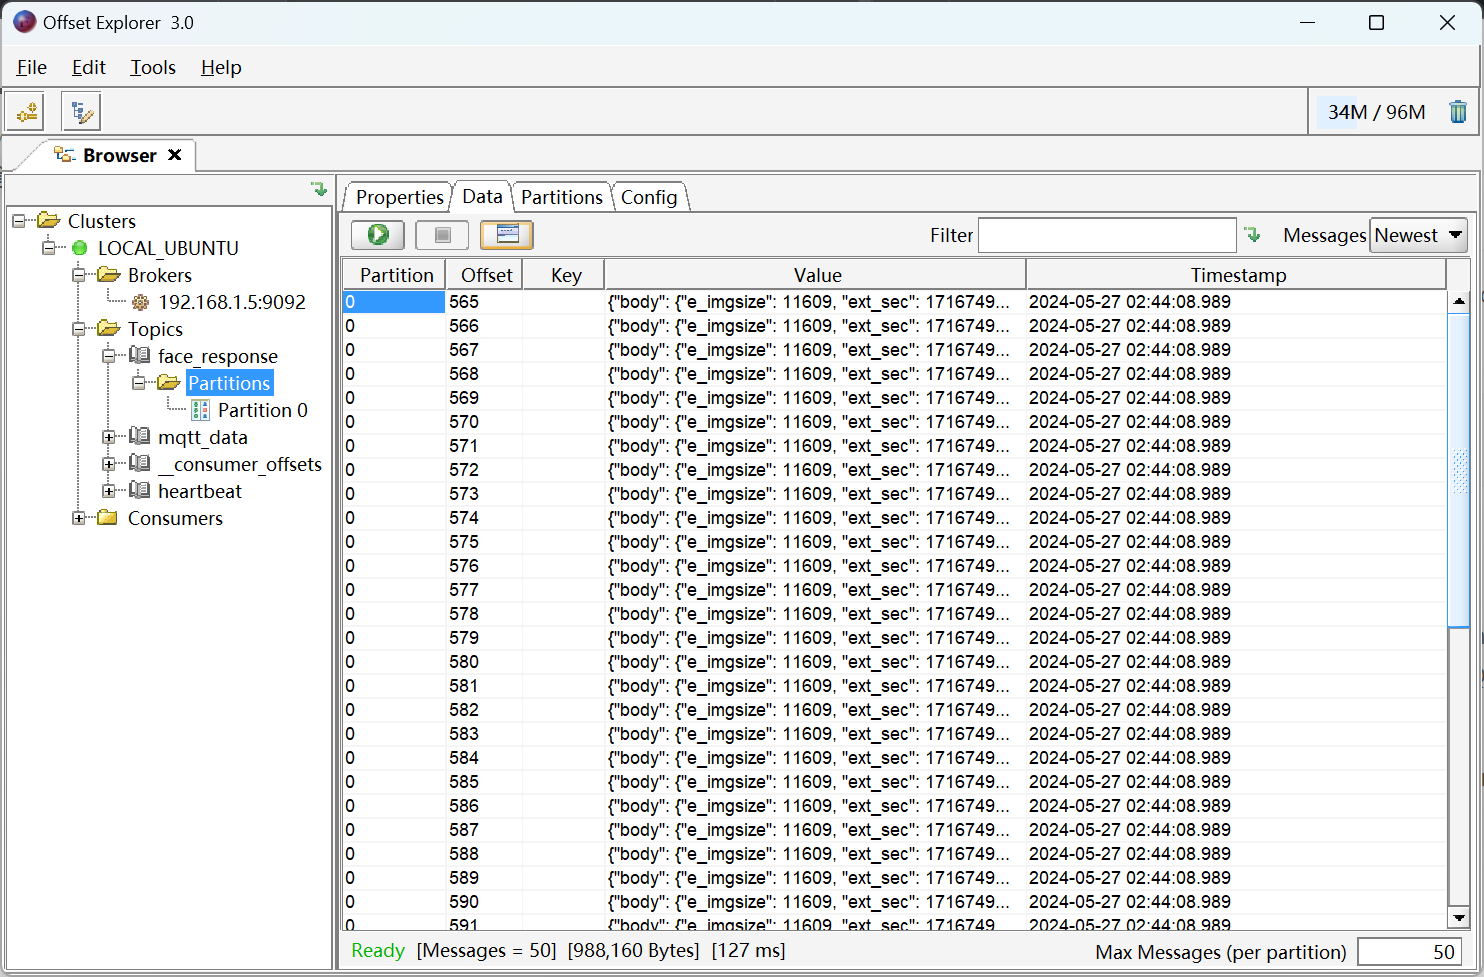 Offset Explorer 3.0
File Edit Tools Help
34M / 96M
Browser
Clusters
LOCAL_UBUNTU
Brokers
192.168.1.5:9092
Topics
face_response
Partitions
Partition 0
mqtt_data
__consumer_offsets
heartbeat
Consumers
Properties Data Partitions Config
Filter Messages Newest
Partition Offset Key Value Timestamp
0 565 {"body": {"e_imgsize": 11609, "ext_sec": 1716749... 2024-05-27 02:44:08.989
0 566 {"body": {"e_imgsize": 11609, "ext_sec": 1716749... 2024-05-27 02:44:08.989
0 567 {"body": {"e_imgsize": 11609, "ext_sec": 1716749... 2024-05-27 02:44:08.989
0 568 {"body": {"e_imgsize": 11609, "ext_sec": 1716749... 2024-05-27 02:44:08.989
0 569 {"body": {"e_imgsize": 11609, "ext_sec": 1716749... 2024-05-27 02:44:08.989
0 570 {"body": {"e_imgsize": 11609, "ext_sec": 1716749... 2024-05-27 02:44:08.989
0 571 {"body": {"e_imgsize": 11609, "ext_sec": 1716749... 2024-05-27 02:44:08.989
0 572 {"body": {"e_imgsize": 11609, "ext_sec": 1716749... 2024-05-27 02:44:08.989
0 573 {"body": {"e_imgsize": 11609, "ext_sec": 1716749... 2024-05-27 02:44:08.989
0 574 {"body": {"e_imgsize": 11609, "ext_sec": 1716749... 2024-05-27 02:44:08.989
0 575 {"body": {"e_imgsize": 11609, "ext_sec": 1716749... 2024-05-27 02:44:08.989
0 576 {"body": {"e_imgsize": 11609, "ext_sec": 1716749... 2024-05-27 02:44:08.989
0 577 {"body": {"e_imgsize": 11609, "ext_sec": 1716749... 2024-05-27 02:44:08.989
0 578 {"body": {"e_imgsize": 11609, "ext_sec": 1716749... 2024-05-27 02:44:08.989
0 579 {"body": {"e_imgsize": 11609, "ext_sec": 1716749... 2024-05-27 02:44:08.989
0 580 {"body": {"e_imgsize": 11609, "ext_sec": 1716749... 2024-05-27 02:44:08.989
0 581 {"body": {"e_imgsize": 11609, "ext_sec": 1716749... 2024-05-27 02:44:08.989
0 582 {"body": {"e_imgsize": 11609, "ext_sec": 1716749... 2024-05-27 02:44:08.989
0 583 {"body": {"e_imgsize": 11609, "ext_sec": 1716749... 2024-05-27 02:44:08.989
0 584 {"body": {"e_imgsize": 11609, "ext_sec": 1716749... 2024-05-27 02:44:08.989
0 585 {"body": {"e_imgsize": 11609, "ext_sec": 1716749... 2024-05-27 02:44:08.989
0 586 {"body": {"e_imgsize": 11609, "ext_sec": 1716749... 2024-05-27 02:44:08.989
0 587 {"body": {"e_imgsize": 11609, "ext_sec": 1716749... 2024-05-27 02:44:08.989
0 588 {"body": {"e_imgsize": 11609, "ext_sec": 1716749... 2024-05-27 02:44:08.989
0 589 {"body": {"e_imgsize": 11609, "ext_sec": 1716749... 2024-05-27 02:44:08.989
0 590 {"body": {"e_imgsize": 11609, "ext_sec": 1716749... 2024-05-27 02:44:08.989
0 591 {"body": {"e_imgsize": 11609, "ext_sec": 1716749... 2024-05-27 02:44:08.989
Ready [Messages = 50] [988,160 Bytes] [127 ms] Max Messages (per partition) 50